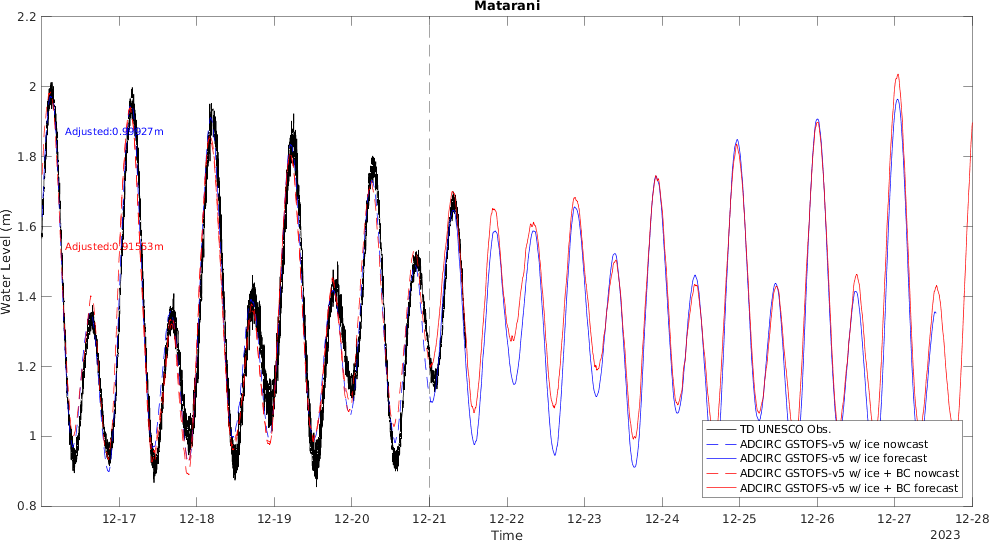 Matarani
2.2
2
1.8
1.6
1.4
1.2
1
0.8
Water Level (m)
Adjusted:0.99927m
Adjusted:0.91553m
TD UNESCO Obs.
ADCIRC GSTOFS-v5 w/ ice nowcast
ADCIRC GSTOFS-v5 w/ ice forecast
ADCIRC GSTOFS-v5 w/ ice + BC nowcast
ADCIRC GSTOFS-v5 w/ ice + BC forecast
12-17 12-18 12-19 12-20 12-21 12-22 12-23 12-24 12-25 12-26 12-27 12-28
Time
2023